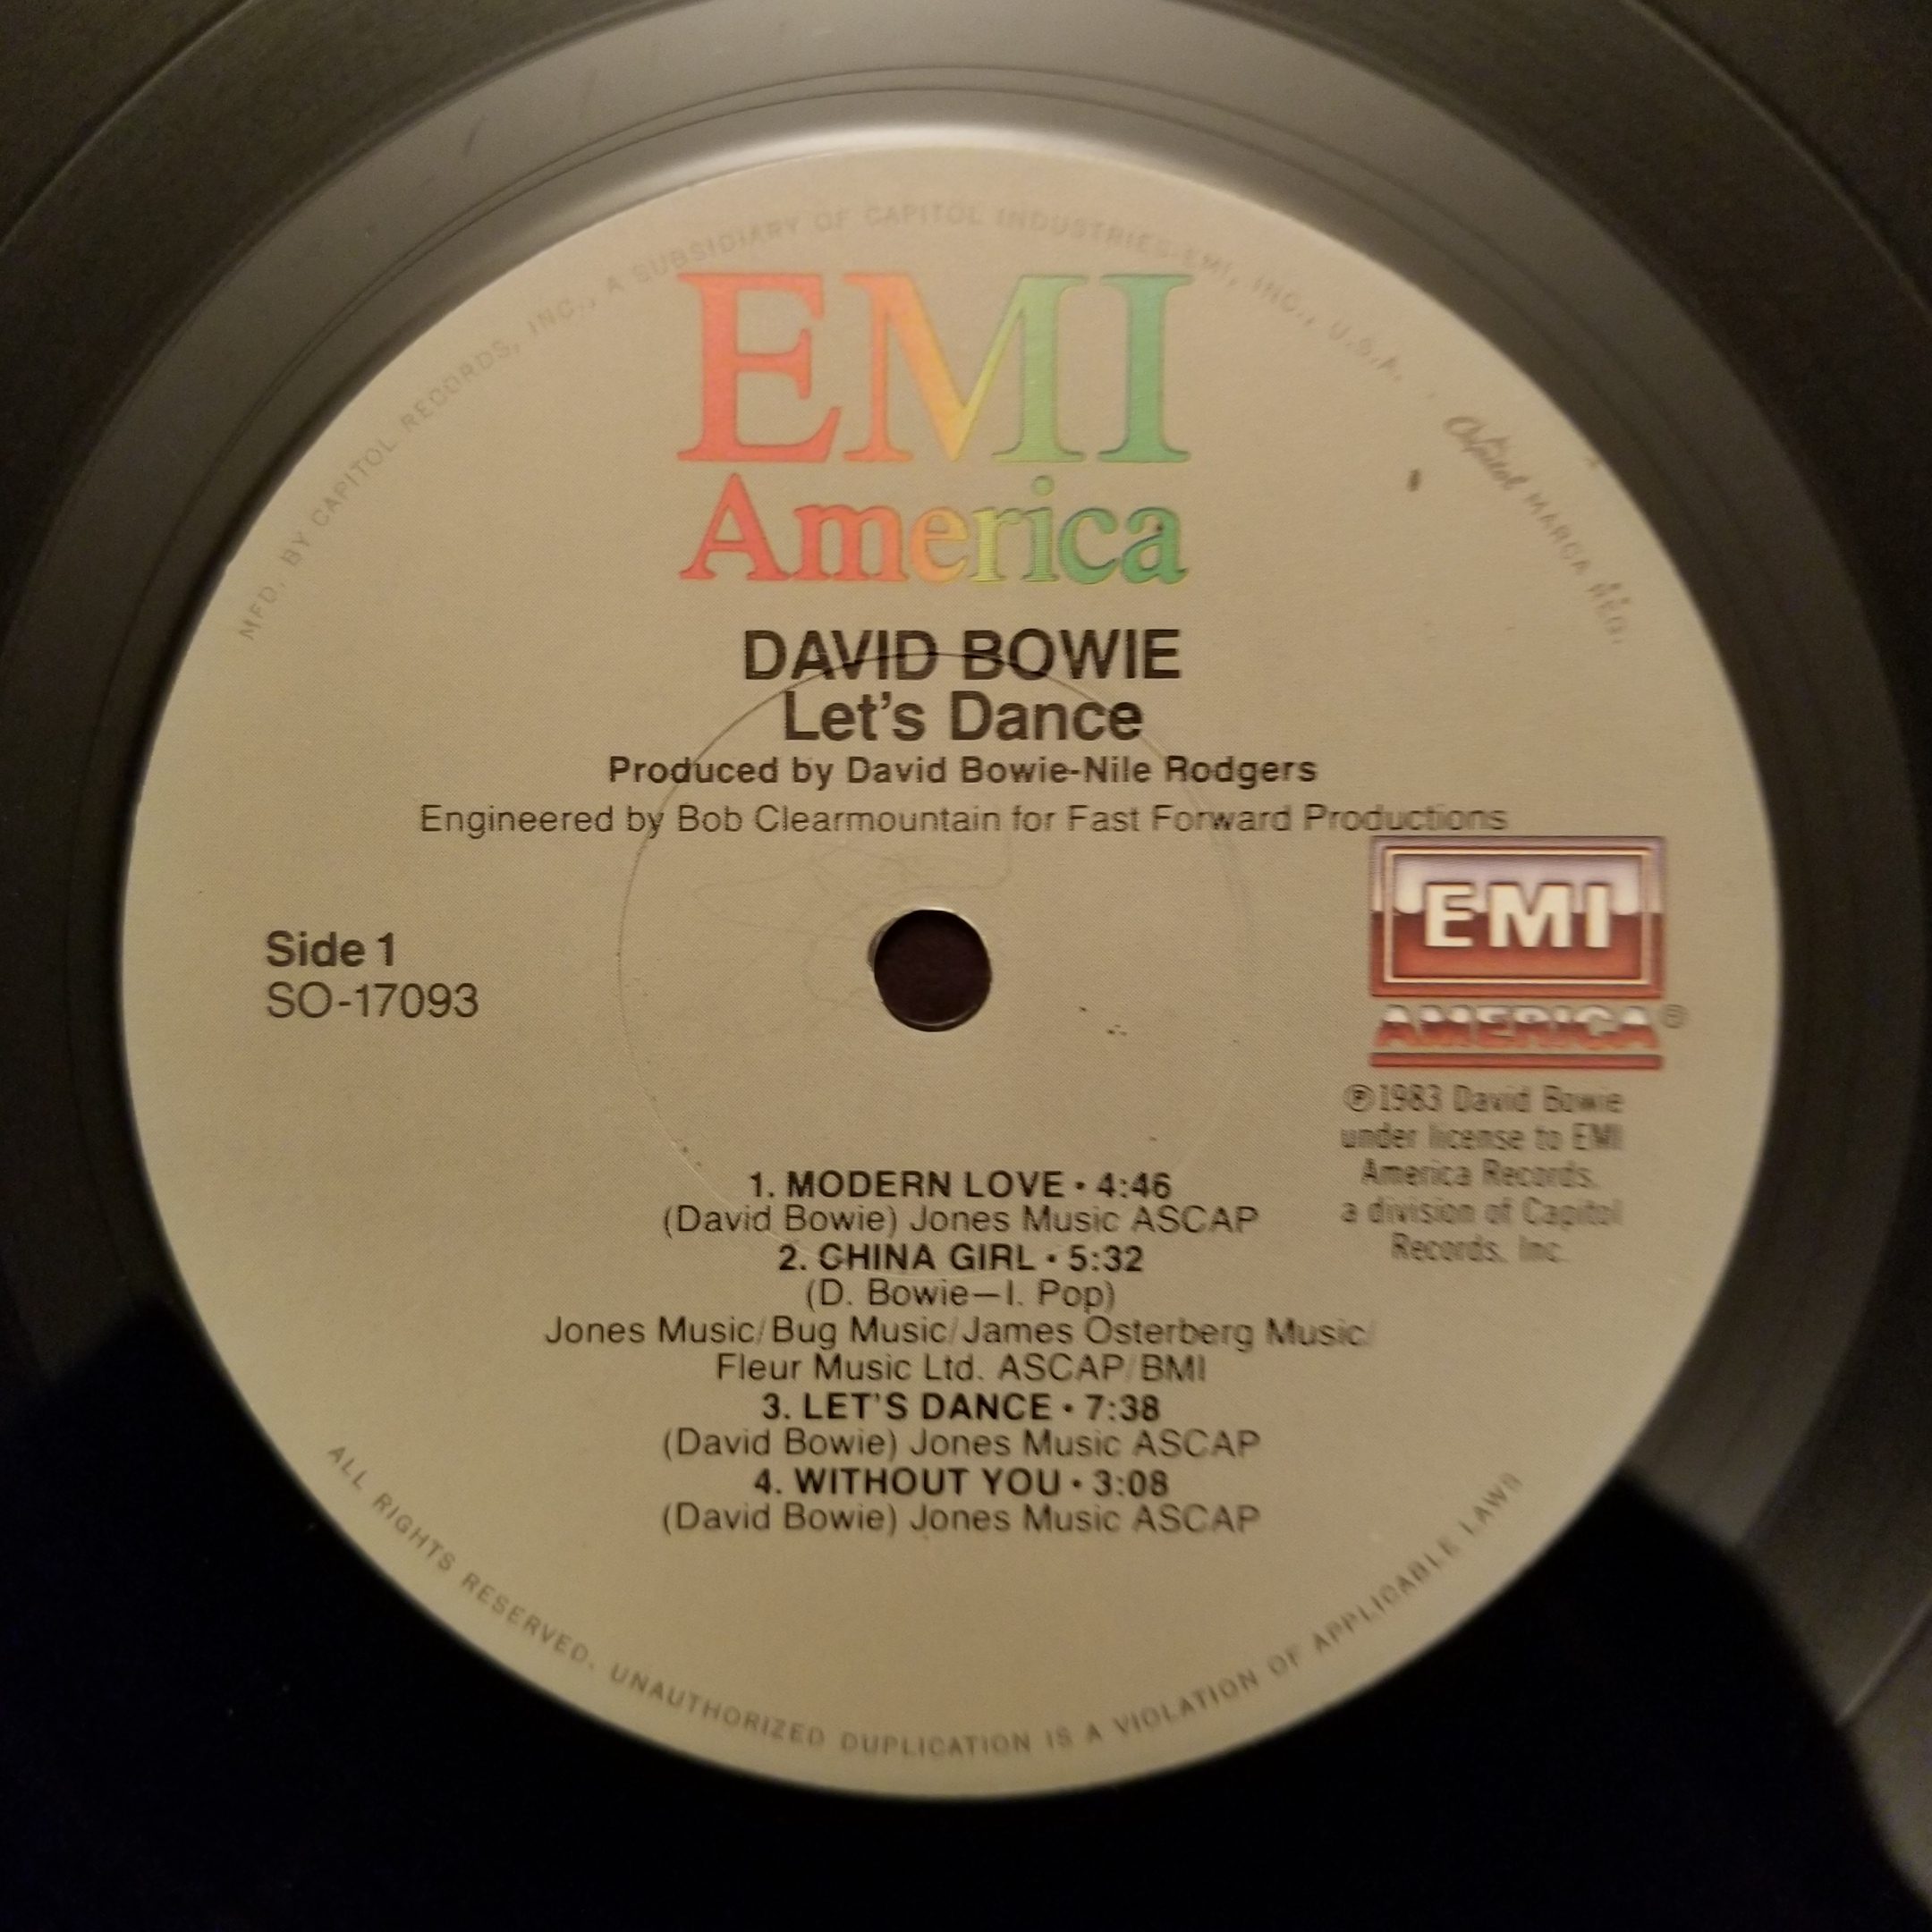 MFD. BY CAPITOL RECORDS, INC., A SUBSIDIARY OF CAPITOL INDUSTRIES-EMI, INC., U.S.A. . Capitol MARCA REG.
EMI
America
DAVID BOWIE
Let's Dance
Produced by David Bowie-Nile Rodgers
Engineered by Bob Clearmountain for Fast Forward Productions
Side 1
SO-17093
EMI
AMERICA®
℗1983 David Bowie
under license to EMI
America Records,
a division of Capitol
Records, Inc.
1. MODERN LOVE • 4:46
(David Bowie) Jones Music ASCAP
2. CHINA GIRL • 5:32
(D. Bowie—I. Pop)
Jones Music/Bug Music/James Osterberg Music/
Fleur Music Ltd. ASCAP/BMI
3. LET'S DANCE • 7:38
(David Bowie) Jones Music ASCAP
4. WITHOUT YOU • 3:08
(David Bowie) Jones Music ASCAP
ALL RIGHTS RESERVED. UNAUTHORIZED DUPLICATION IS A VIOLATION OF APPLICABLE LAWS